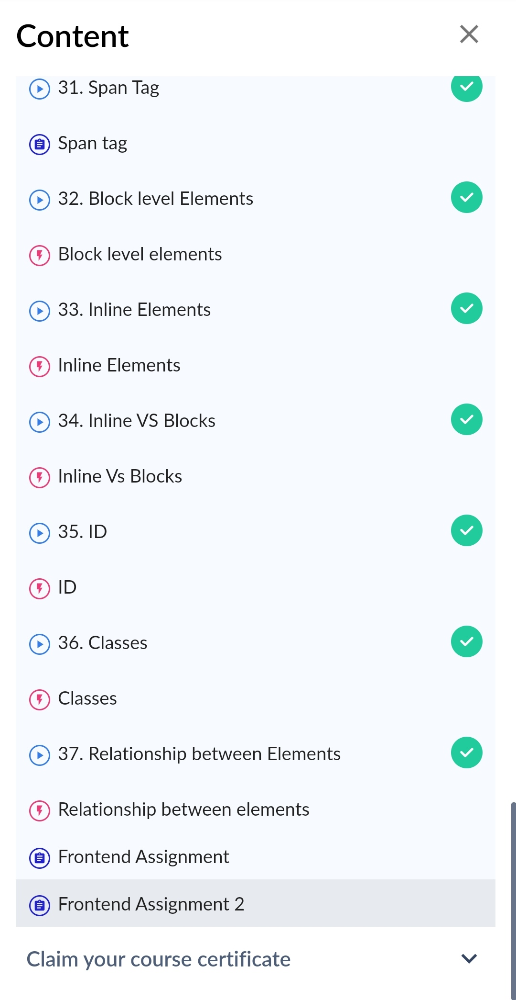 Content
31. Span Tag
Span tag
32. Block level Elements
Block level elements
33. Inline Elements
Inline Elements
34. Inline VS Blocks
Inline Vs Blocks
35. ID
ID
36. Classes
Classes
37. Relationship between Elements
Relationship between elements
Frontend Assignment
Frontend Assignment 2
Claim your course certificate